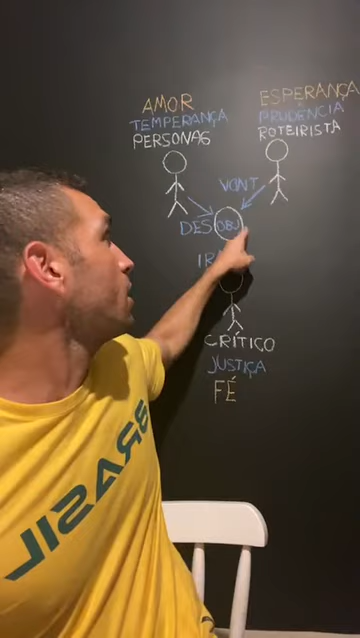 AMOR
TEMPERANÇA
PERSONAS
ESPERANÇA
PRUDÊNCIA
ROTEIRISTA
VONT
DES OBJ
CRÍTICO
JUSTIÇA
FÉ
BRASIL